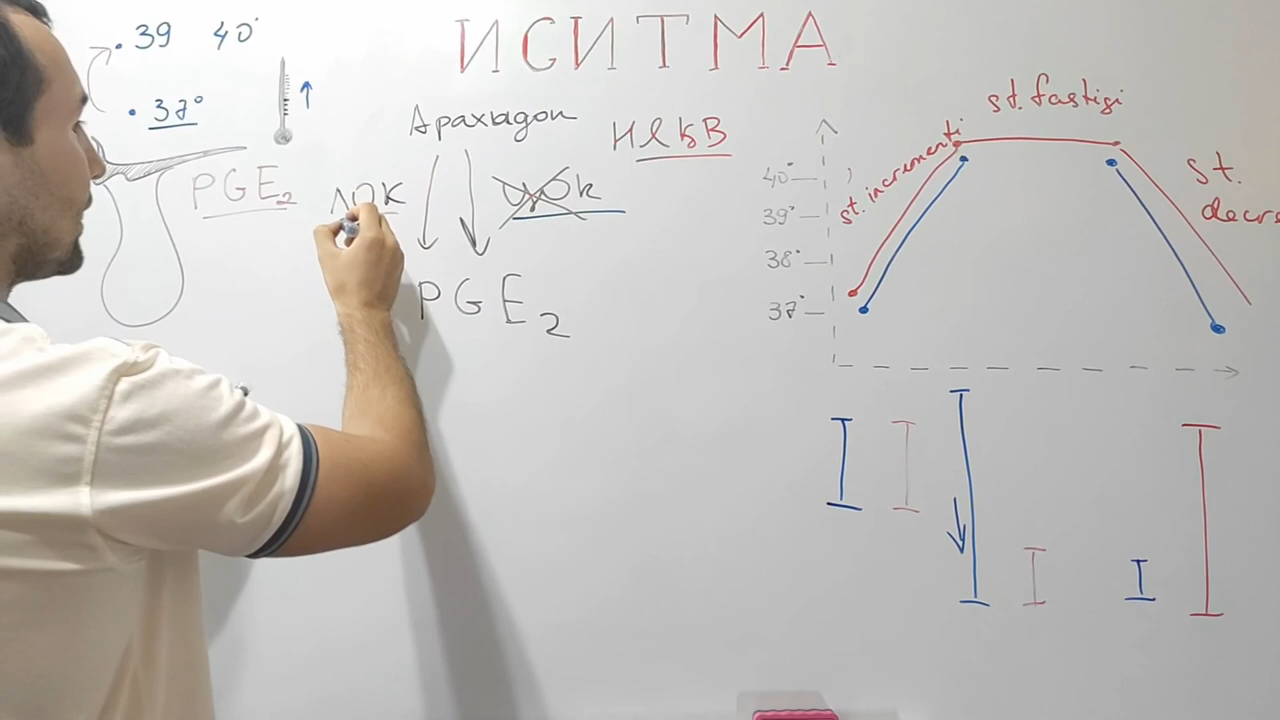 ИСИТМА
39 40°
37°
PGE₂
Арахидон
ЛОК
ЦОК
PGE₂
НЯҚВ
st. incrementi
st. fastigi
st.
decre
40°
39°
38°
37°